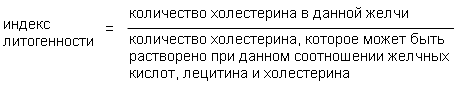 индекс
литогенности
=
количество холестерина в данной желчи
количество холестерина, которое может быть
растворено при данном соотношении желчных
кислот, лецитина и холестерина